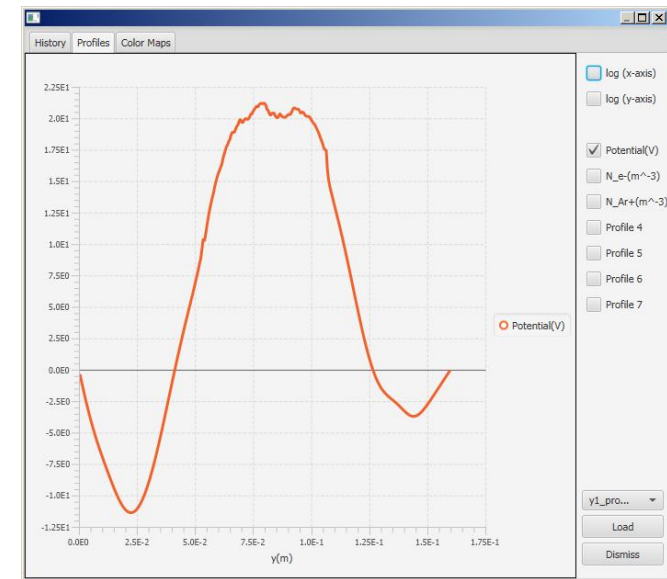 History Profiles Color Maps
2.25E1
2.0E1
1.75E1
1.5E1
1.25E1
1.0E1
7.5E0
5.0E0
2.5E0
0.0E0
-2.5E0
-5.0E0
-7.5E0
-1.0E1
-1.25E1
0.0E0 2.5E-2 5.0E-2 7.5E-2 1.0E-1 1.25E-1 1.5E-1 1.75E-1
y(m)
Potential(V)
log (x-axis)
log (y-axis)
Potential(V)
N_e-(m^-3)
N_Ar+(m^-3)
Profile 4
Profile 5
Profile 6
Profile 7
y1_pro...
Load
Dismiss